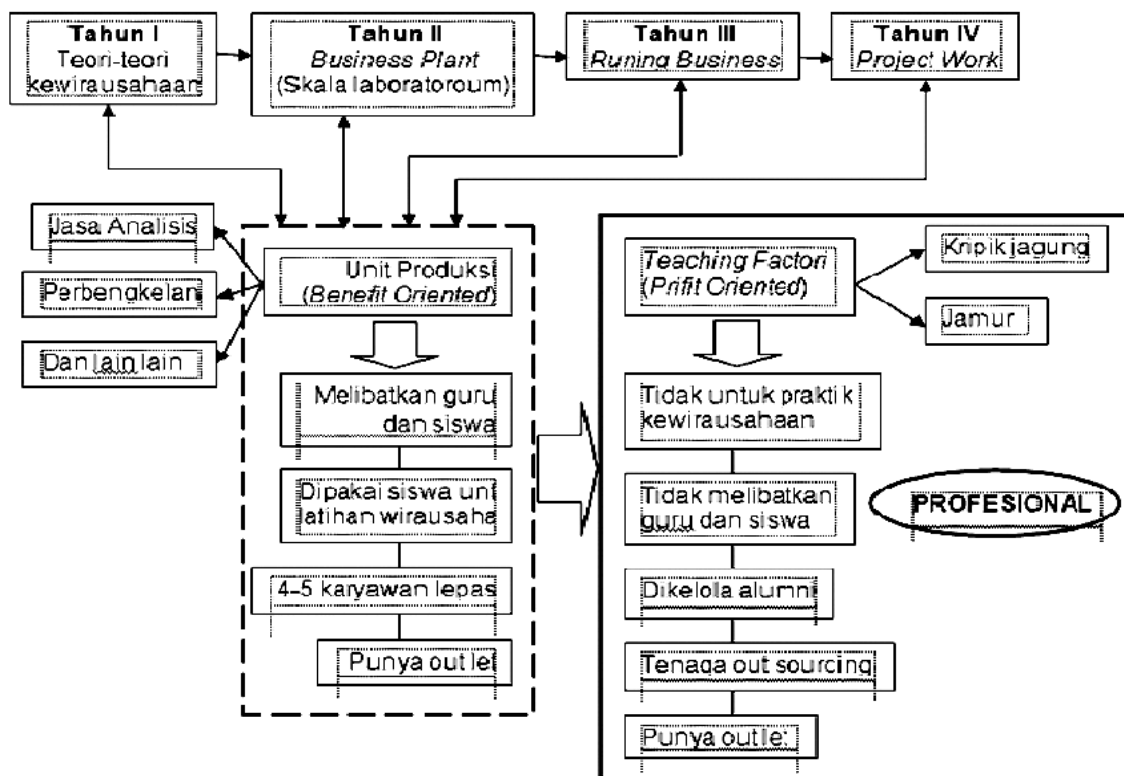 Tahun I
Teori-teori
kewirausahaan
Tahun II
Business Plant
(Skala laboratoroum)
Tahun III
Runing Business
Tahun IV
Project Work
Jasa Analisis
Perbengkelan
Dan lain lain
Unit Produksi
(Benefit Oriented)
Melibatkan guru
dan siswa
Dipakai siswa unt
latihan wirausaha
4-5 karyawan lepas
Punya outlet
Teaching Factori
(Prifit Oriented)
Kripik jagung
Jamur
Tidak untuk praktik
kewirausahaan
Tidak melibatkan
guru dan siswa
PROFESIONAL
Dikelola alumni
Tenaga out sourcing
Punya outlet